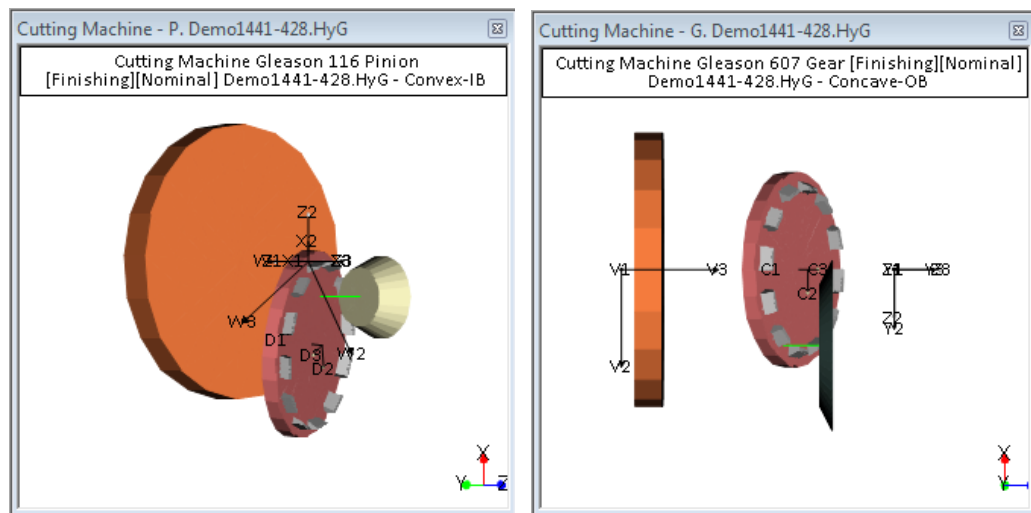 Cutting Machine - P. Demo1441-428.HyG
Cutting Machine Gleason 116 Pinion
[Finishing][Nominal] Demo1441-428.HyG - Convex-IB
Z2
X2
X1
W3
W2
D1
D3
D2
X
Y
Z
Cutting Machine - G. Demo1441-428.HyG
Cutting Machine Gleason 607 Gear [Finishing][Nominal]
Demo1441-428.HyG - Concave-OB
V1
V3
V2
C1
C3
C2
Z2
Y2
X
Y